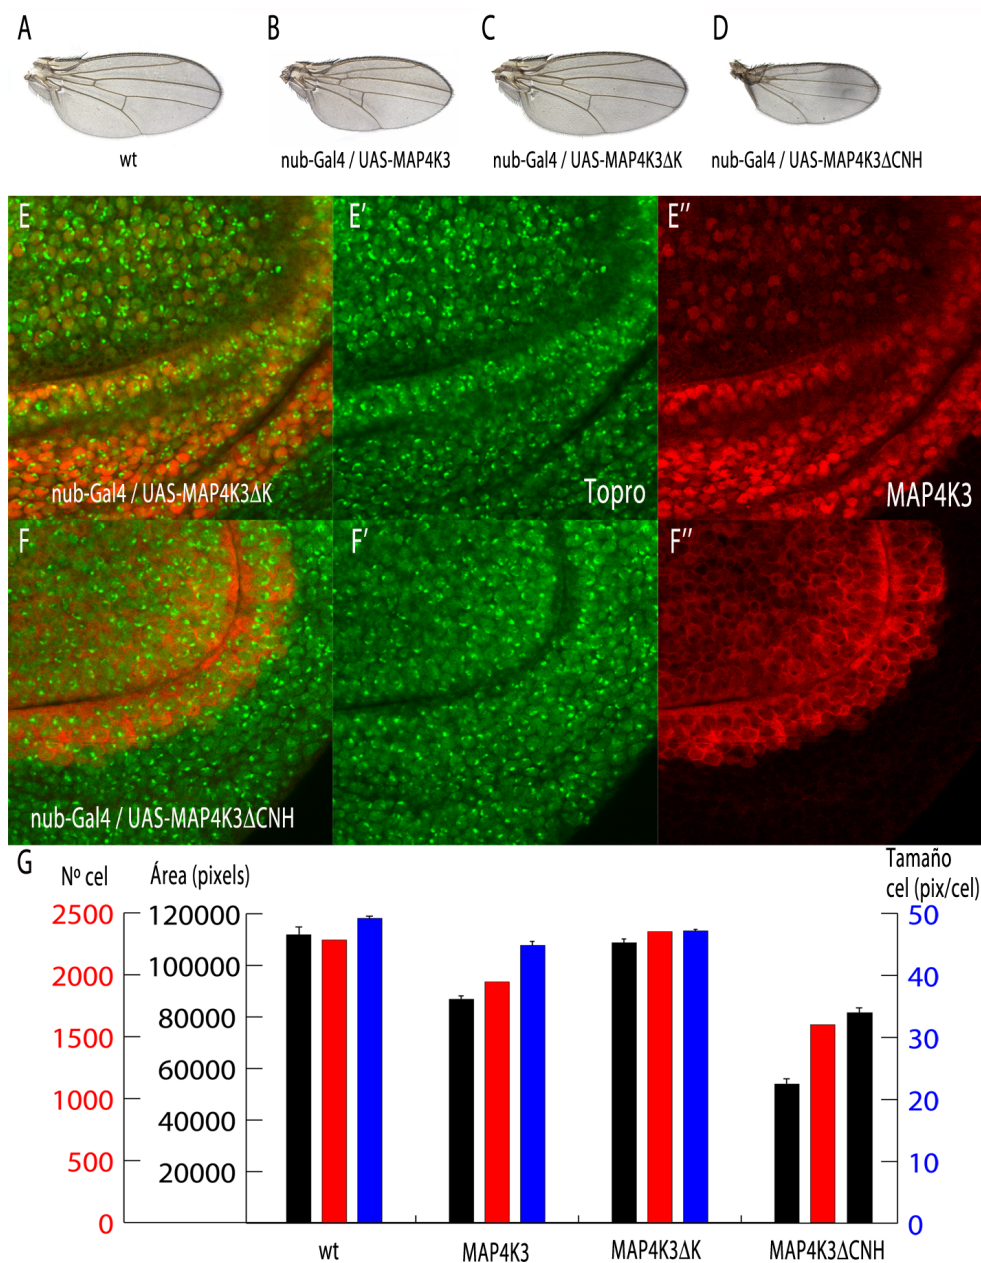 A
B
C
D
wt
nub-Gal4 / UAS-MAP4K3
nub-Gal4 / UAS-MAP4K3ΔK
nub-Gal4 / UAS-MAP4K3ΔCNH
E
E′
E″
nub-Gal4 / UAS-MAP4K3ΔK
Topro
MAP4K3
F
F′
F″
nub-Gal4 / UAS-MAP4K3ΔCNH
G
Nº cel
Área (pixels)
Tamaño
cel (pix/cel)
2500
2000
1500
1000
500
0
120000
100000
80000
60000
40000
20000
50
40
30
20
10
0
wt
MAP4K3
MAP4K3ΔK
MAP4K3ΔCNH